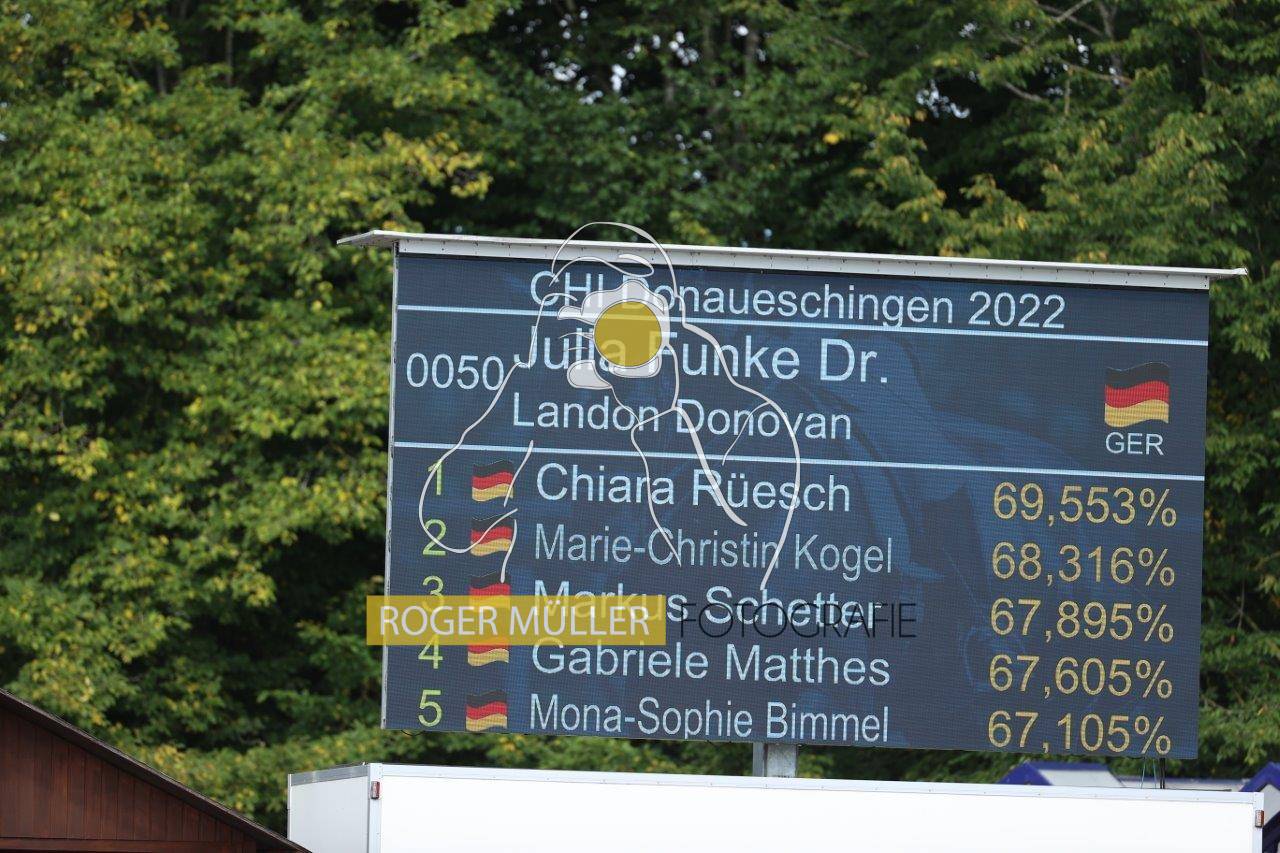 CHI Donaueschingen 2022
0050 Julia Funke Dr.
Landon Donovan
GER
1 Chiara Rüesch 69,553%
2 Marie-Christin Kogel 68,316%
3 Markus Schetter 67,895%
ROGER MÜLLER FOTOGRAFIE
4 Gabriele Matthes 67,605%
5 Mona-Sophie Bimmel 67,105%